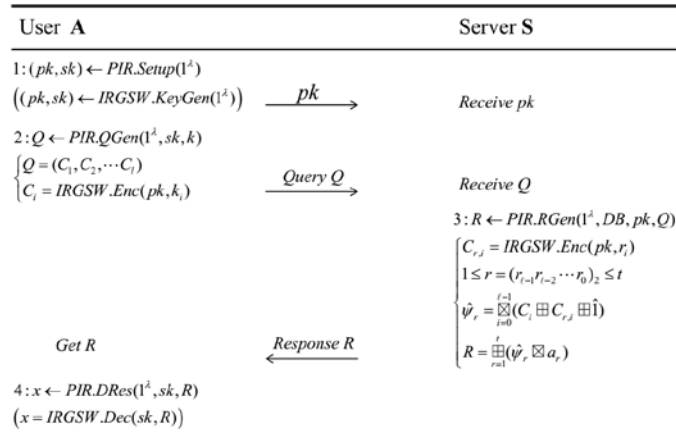 User A Server S
1:(pk,sk) ← PIR.Setup(1^λ)
((pk,sk) ← IRGSW.KeyGen(1^λ)) pk Receive pk
2:Q ← PIR.QGen(1^λ,sk,k)
Q = (C_1,C_2,⋯C_l)
C_i = IRGSW.Enc(pk,k_i) Query Q Receive Q
3:R ← PIR.RGen(1^λ,DB,pk,Q)
C_{r,i} = IRGSW.Enc(pk,r_i)
1 ≤ r = (r_{ℓ-1}r_{ℓ-2}⋯r_0)_2 ≤ t
ψ̂_r = ⊠_{i=0}^{ℓ-1}(C_i ⊞ C_{r,i} ⊞ 1̂)
Get R Response R R = ⊞_{r=1}^{t}(ψ̂_r ⊠ a_r)
4:x ← PIR.DRes(1^λ,sk,R)
(x = IRGSW.Dec(sk,R))